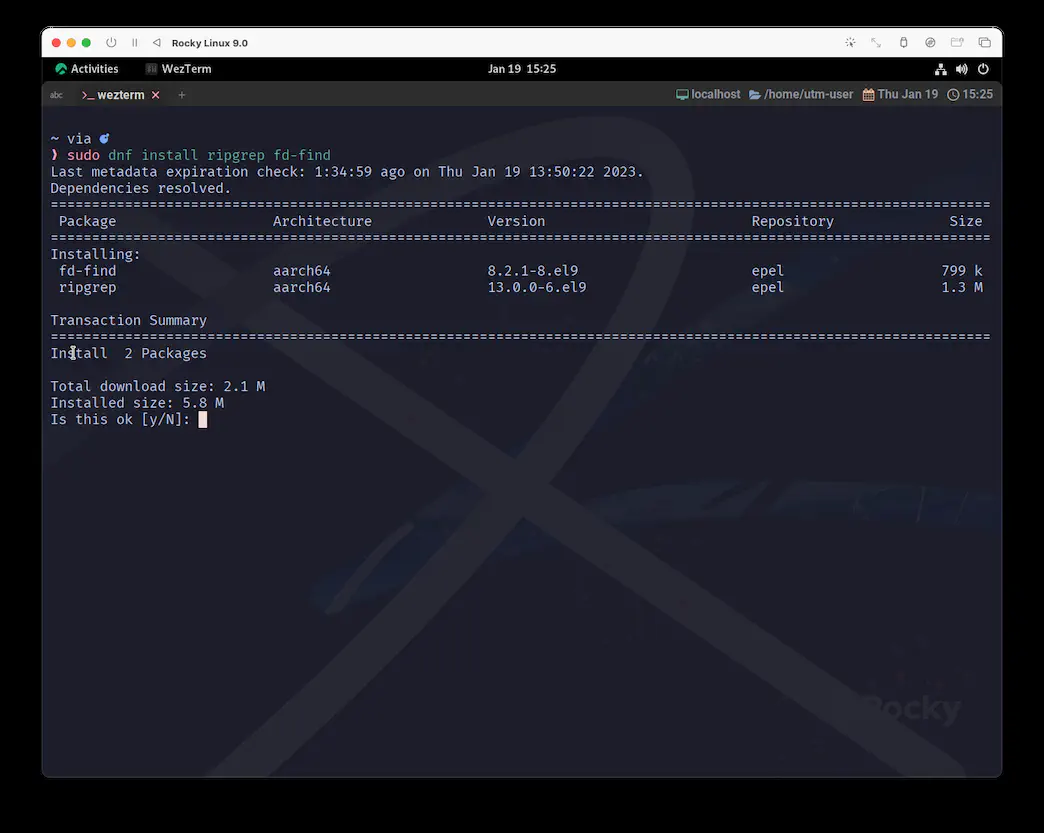 Rocky Linux 9.0
Activities WezTerm Jan 19 15:25
abc >_ wezterm × + localhost /home/utm-user Thu Jan 19 15:25
~ via
❯ sudo dnf install ripgrep fd-find
Last metadata expiration check: 1:34:59 ago on Thu Jan 19 13:50:22 2023.
Dependencies resolved.
==================================================================================================================
Package Architecture Version Repository Size
==================================================================================================================
Installing:
fd-find aarch64 8.2.1-8.el9 epel 799 k
ripgrep aarch64 13.0.0-6.el9 epel 1.3 M
Transaction Summary
==================================================================================================================
Install 2 Packages
Total download size: 2.1 M
Installed size: 5.8 M
Is this ok [y/N]:
Rocky